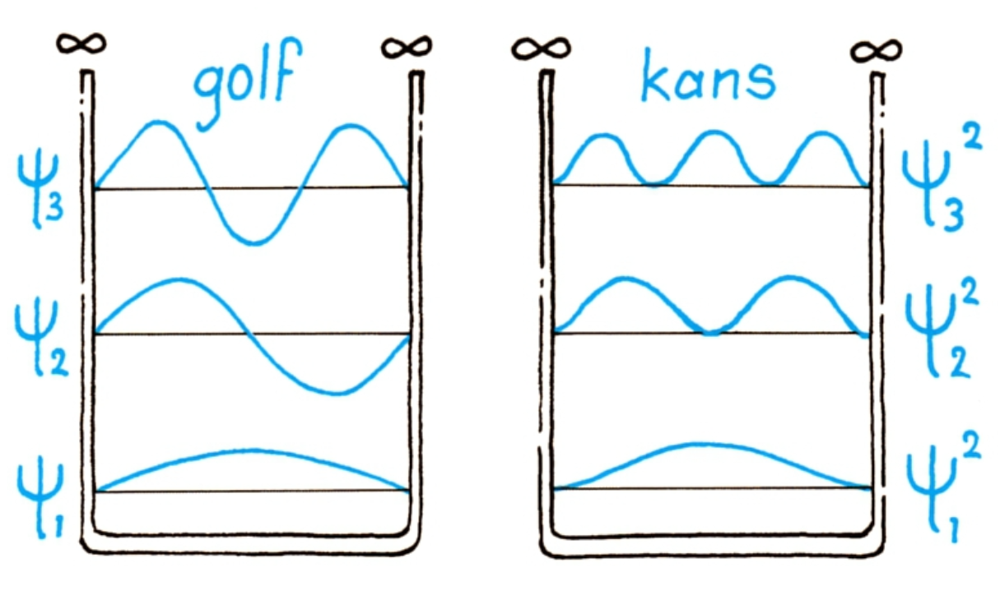 ∞ ∞ ∞ ∞
golf kans
ψ₃ ψ₃²
ψ₂ ψ₂²
ψ₁ ψ₁²